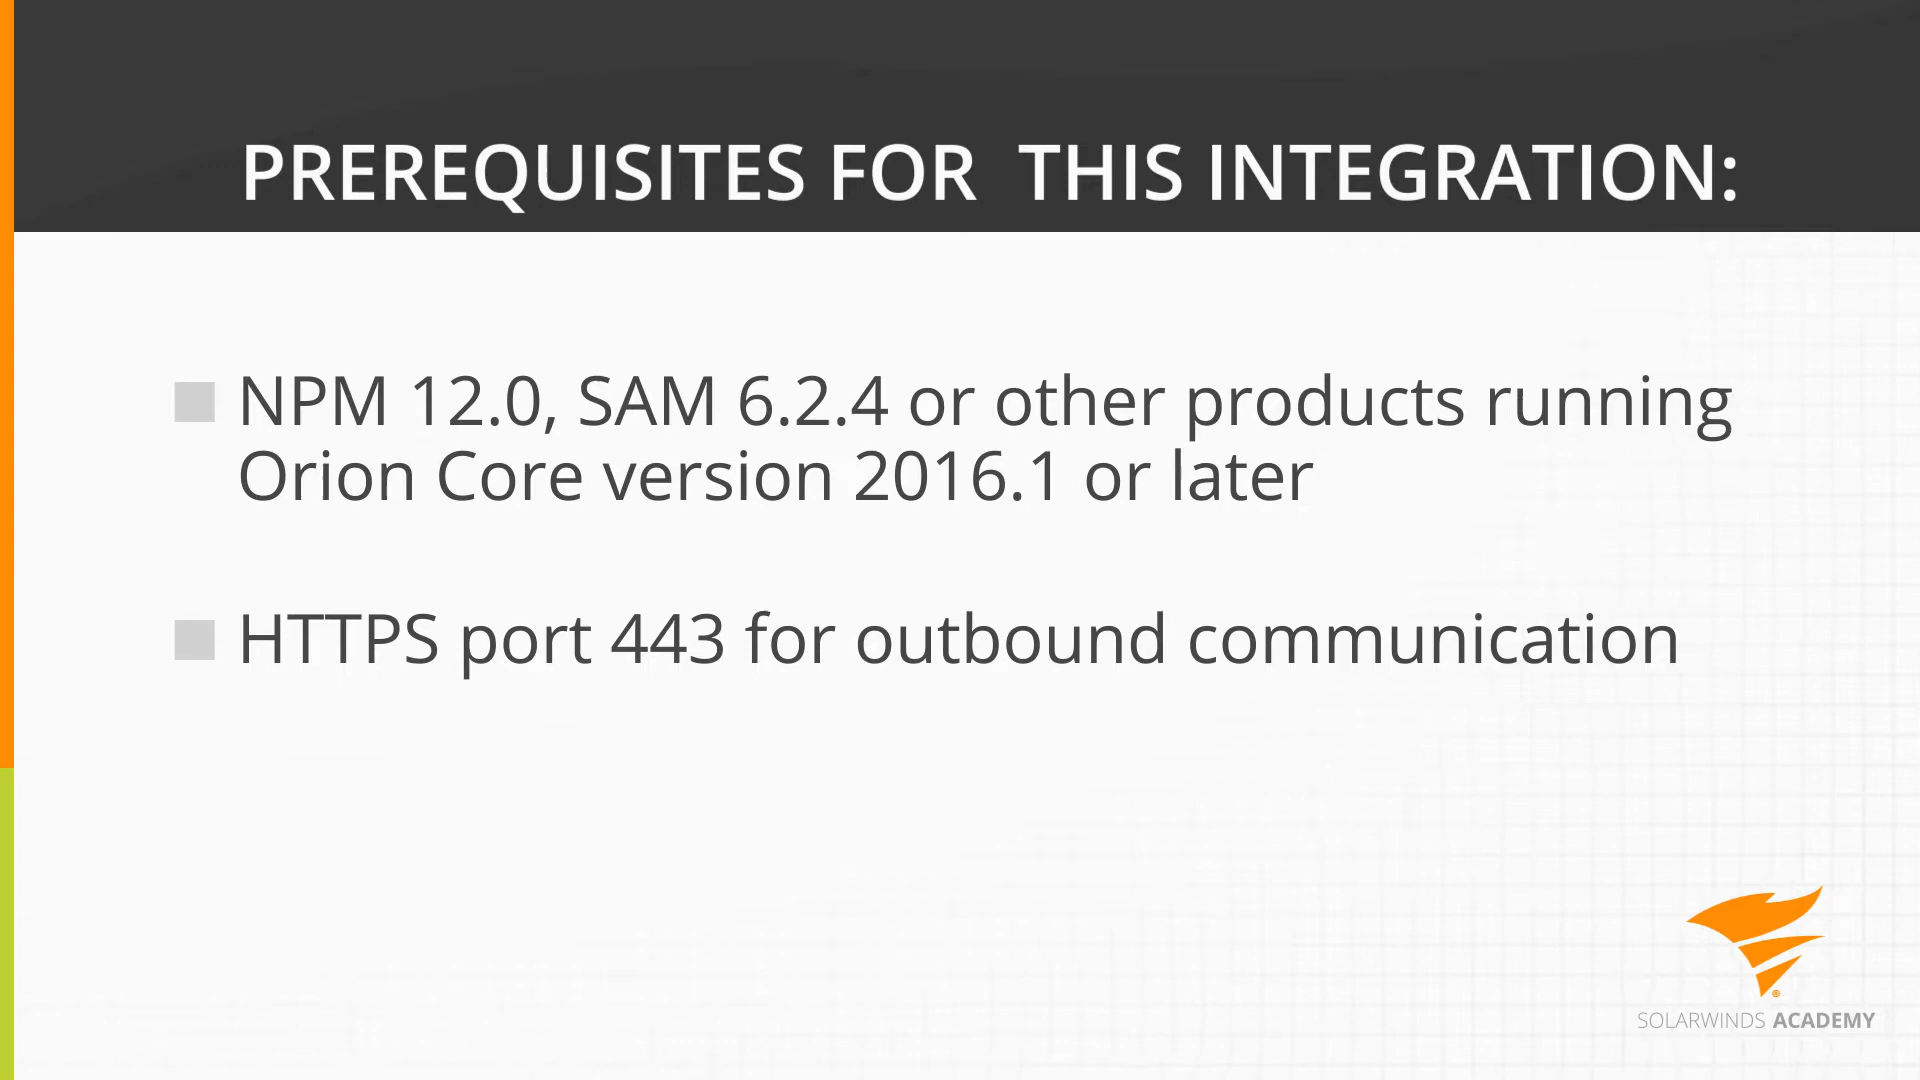 PREREQUISITES FOR  THIS INTEGRATION:
NPM 12.0, SAM 6.2.4 or other products running
Orion Core version 2016.1 or later
HTTPS port 443 for outbound communication
®
SOLARWINDS ACADEMY